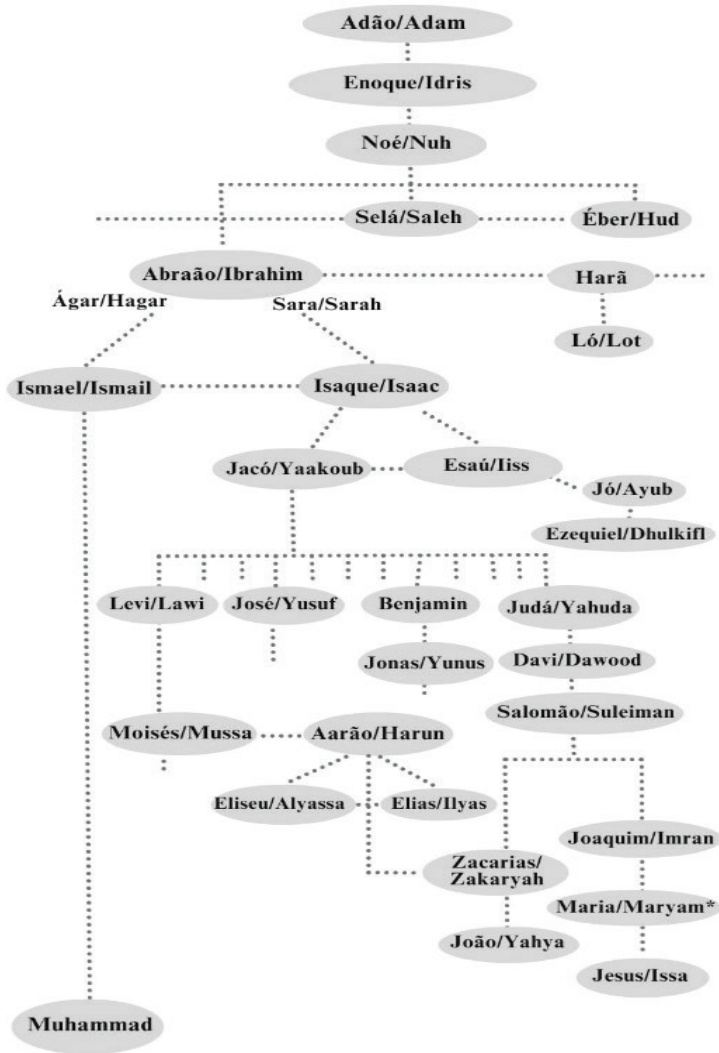 Adão/Adam
Enoque/Idris
Noé/Nuh
Selá/Saleh
Éber/Hud
Abraão/Ibrahim
Harã
Ágar/Hagar
Sara/Sarah
Ló/Lot
Ismael/Ismail
Isaque/Isaac
Jacó/Yaakoub
Esaú/Iiss
Jó/Ayub
Ezequiel/Dhulkifl
Levi/Lawi
José/Yusuf
Benjamin
Judá/Yahuda
Jonas/Yunus
Davi/Dawood
Salomão/Suleiman
Moisés/Mussa
Aarão/Harun
Eliseu/Alyassa
Elias/Ilyas
Joaquim/Imran
Zacarias/
Zakaryah
Maria/Maryam*
João/Yahya
Jesus/Issa
Muhammad